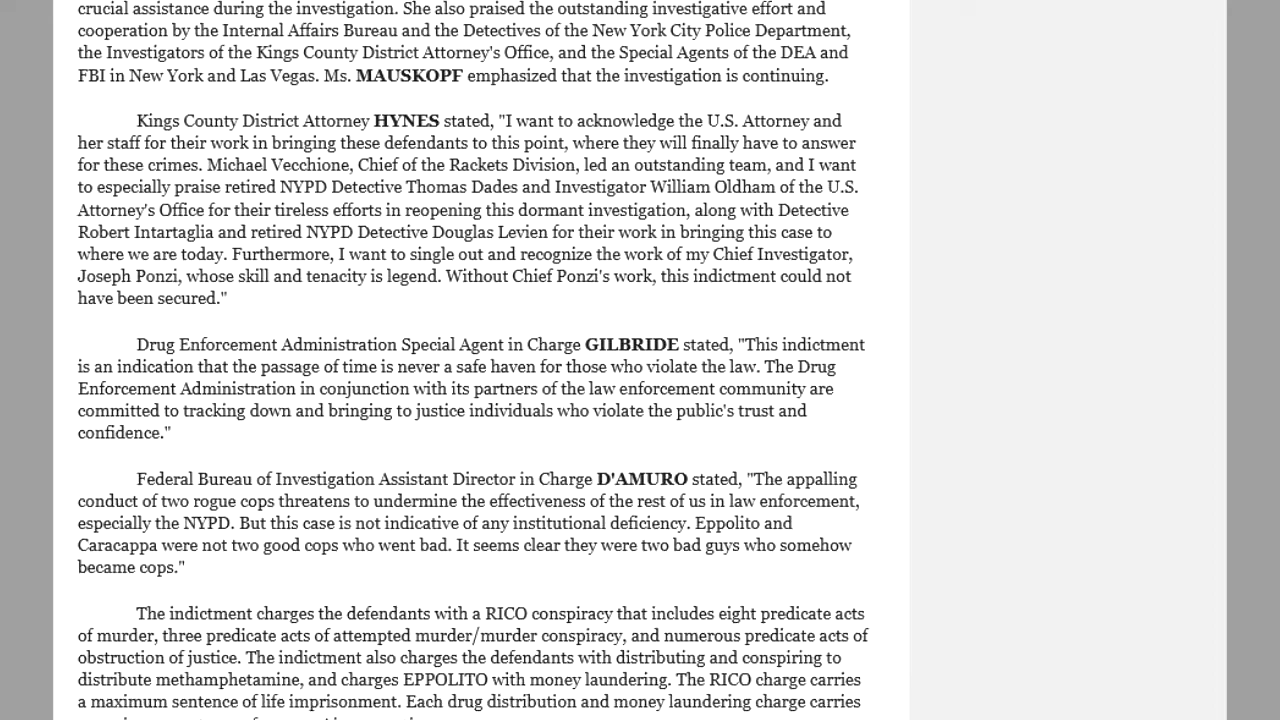 crucial assistance during the investigation. She also praised the outstanding investigative effort and
cooperation by the Internal Affairs Bureau and the Detectives of the New York City Police Department,
the Investigators of the Kings County District Attorney's Office, and the Special Agents of the DEA and
FBI in New York and Las Vegas. Ms. MAUSKOPF emphasized that the investigation is continuing.
Kings County District Attorney HYNES stated, "I want to acknowledge the U.S. Attorney and
her staff for their work in bringing these defendants to this point, where they will finally have to answer
for these crimes. Michael Vecchione, Chief of the Rackets Division, led an outstanding team, and I want
to especially praise retired NYPD Detective Thomas Dades and Investigator William Oldham of the U.S.
Attorney's Office for their tireless efforts in reopening this dormant investigation, along with Detective
Robert Intartaglia and retired NYPD Detective Douglas Levien for their work in bringing this case to
where we are today. Furthermore, I want to single out and recognize the work of my Chief Investigator,
Joseph Ponzi, whose skill and tenacity is legend. Without Chief Ponzi's work, this indictment could not
have been secured."
Drug Enforcement Administration Special Agent in Charge GILBRIDE stated, "This indictment
is an indication that the passage of time is never a safe haven for those who violate the law. The Drug
Enforcement Administration in conjunction with its partners of the law enforcement community are
committed to tracking down and bringing to justice individuals who violate the public's trust and
confidence."
Federal Bureau of Investigation Assistant Director in Charge D'AMURO stated, "The appalling
conduct of two rogue cops threatens to undermine the effectiveness of the rest of us in law enforcement,
especially the NYPD. But this case is not indicative of any institutional deficiency. Eppolito and
Caracappa were not two good cops who went bad. It seems clear they were two bad guys who somehow
became cops."
The indictment charges the defendants with a RICO conspiracy that includes eight predicate acts
of murder, three predicate acts of attempted murder/murder conspiracy, and numerous predicate acts of
obstruction of justice. The indictment also charges the defendants with distributing and conspiring to
distribute methamphetamine, and charges EPPOLITO with money laundering. The RICO charge carries
a maximum sentence of life imprisonment. Each drug distribution and money laundering charge carries